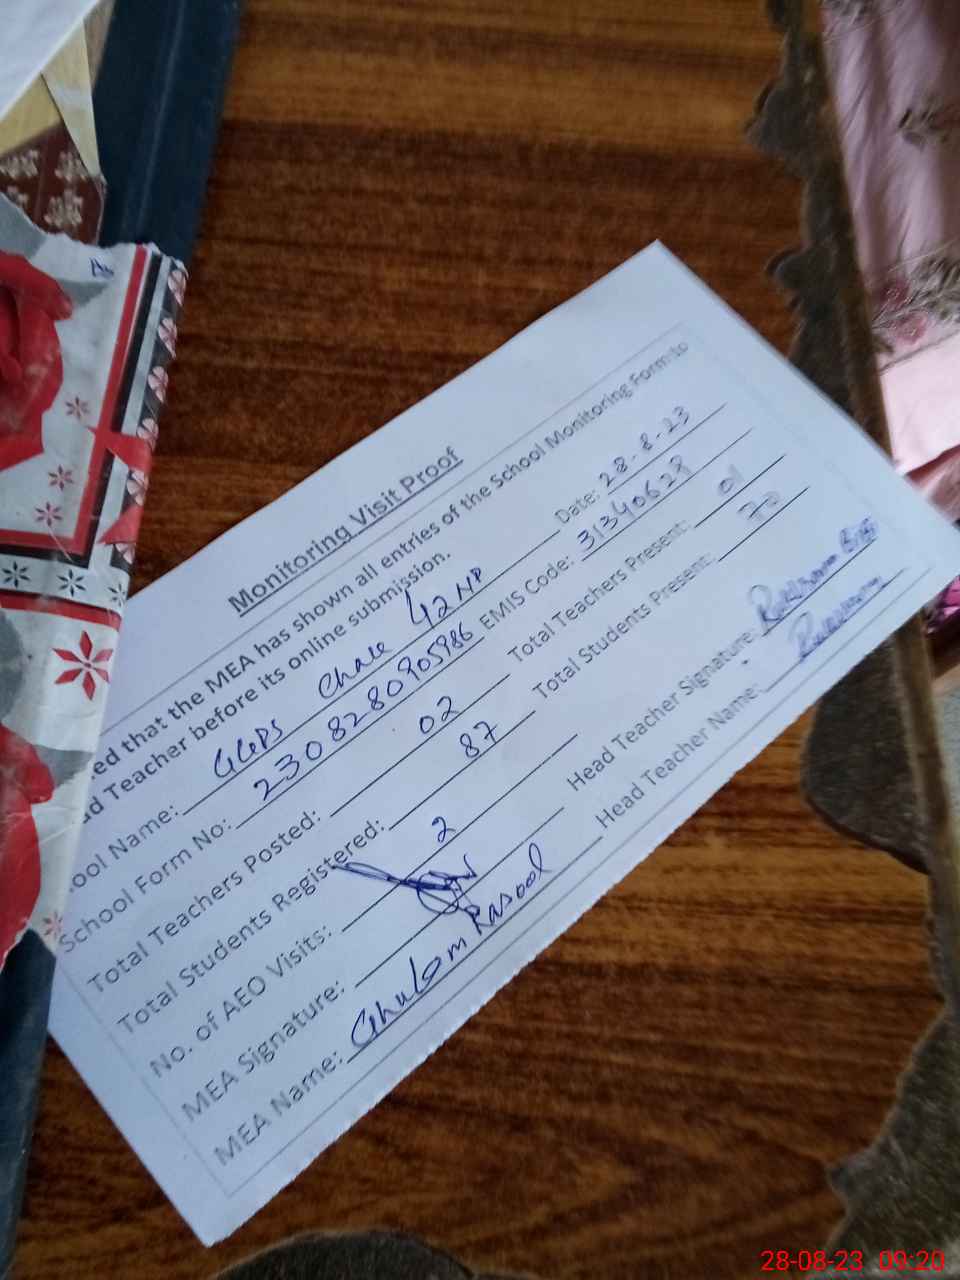 Monitoring Visit Proof
ed that the MEA has shown all entries of the School Monitoring Form to
d Teacher before its online submission.
ool Name: GGPS Chak 42 NP Date: 28-8-23
School Form No: 2308280905986 EMIS Code: 31340628
Total Teachers Posted: 02 Total Teachers Present: 01
Total Students Registered: 87 Total Students Present: 70
No. of AEO Visits: 2
MEA Signature: Head Teacher Signature:
MEA Name: Ghulam Rasool Head Teacher Name:
28-08-23 09:20